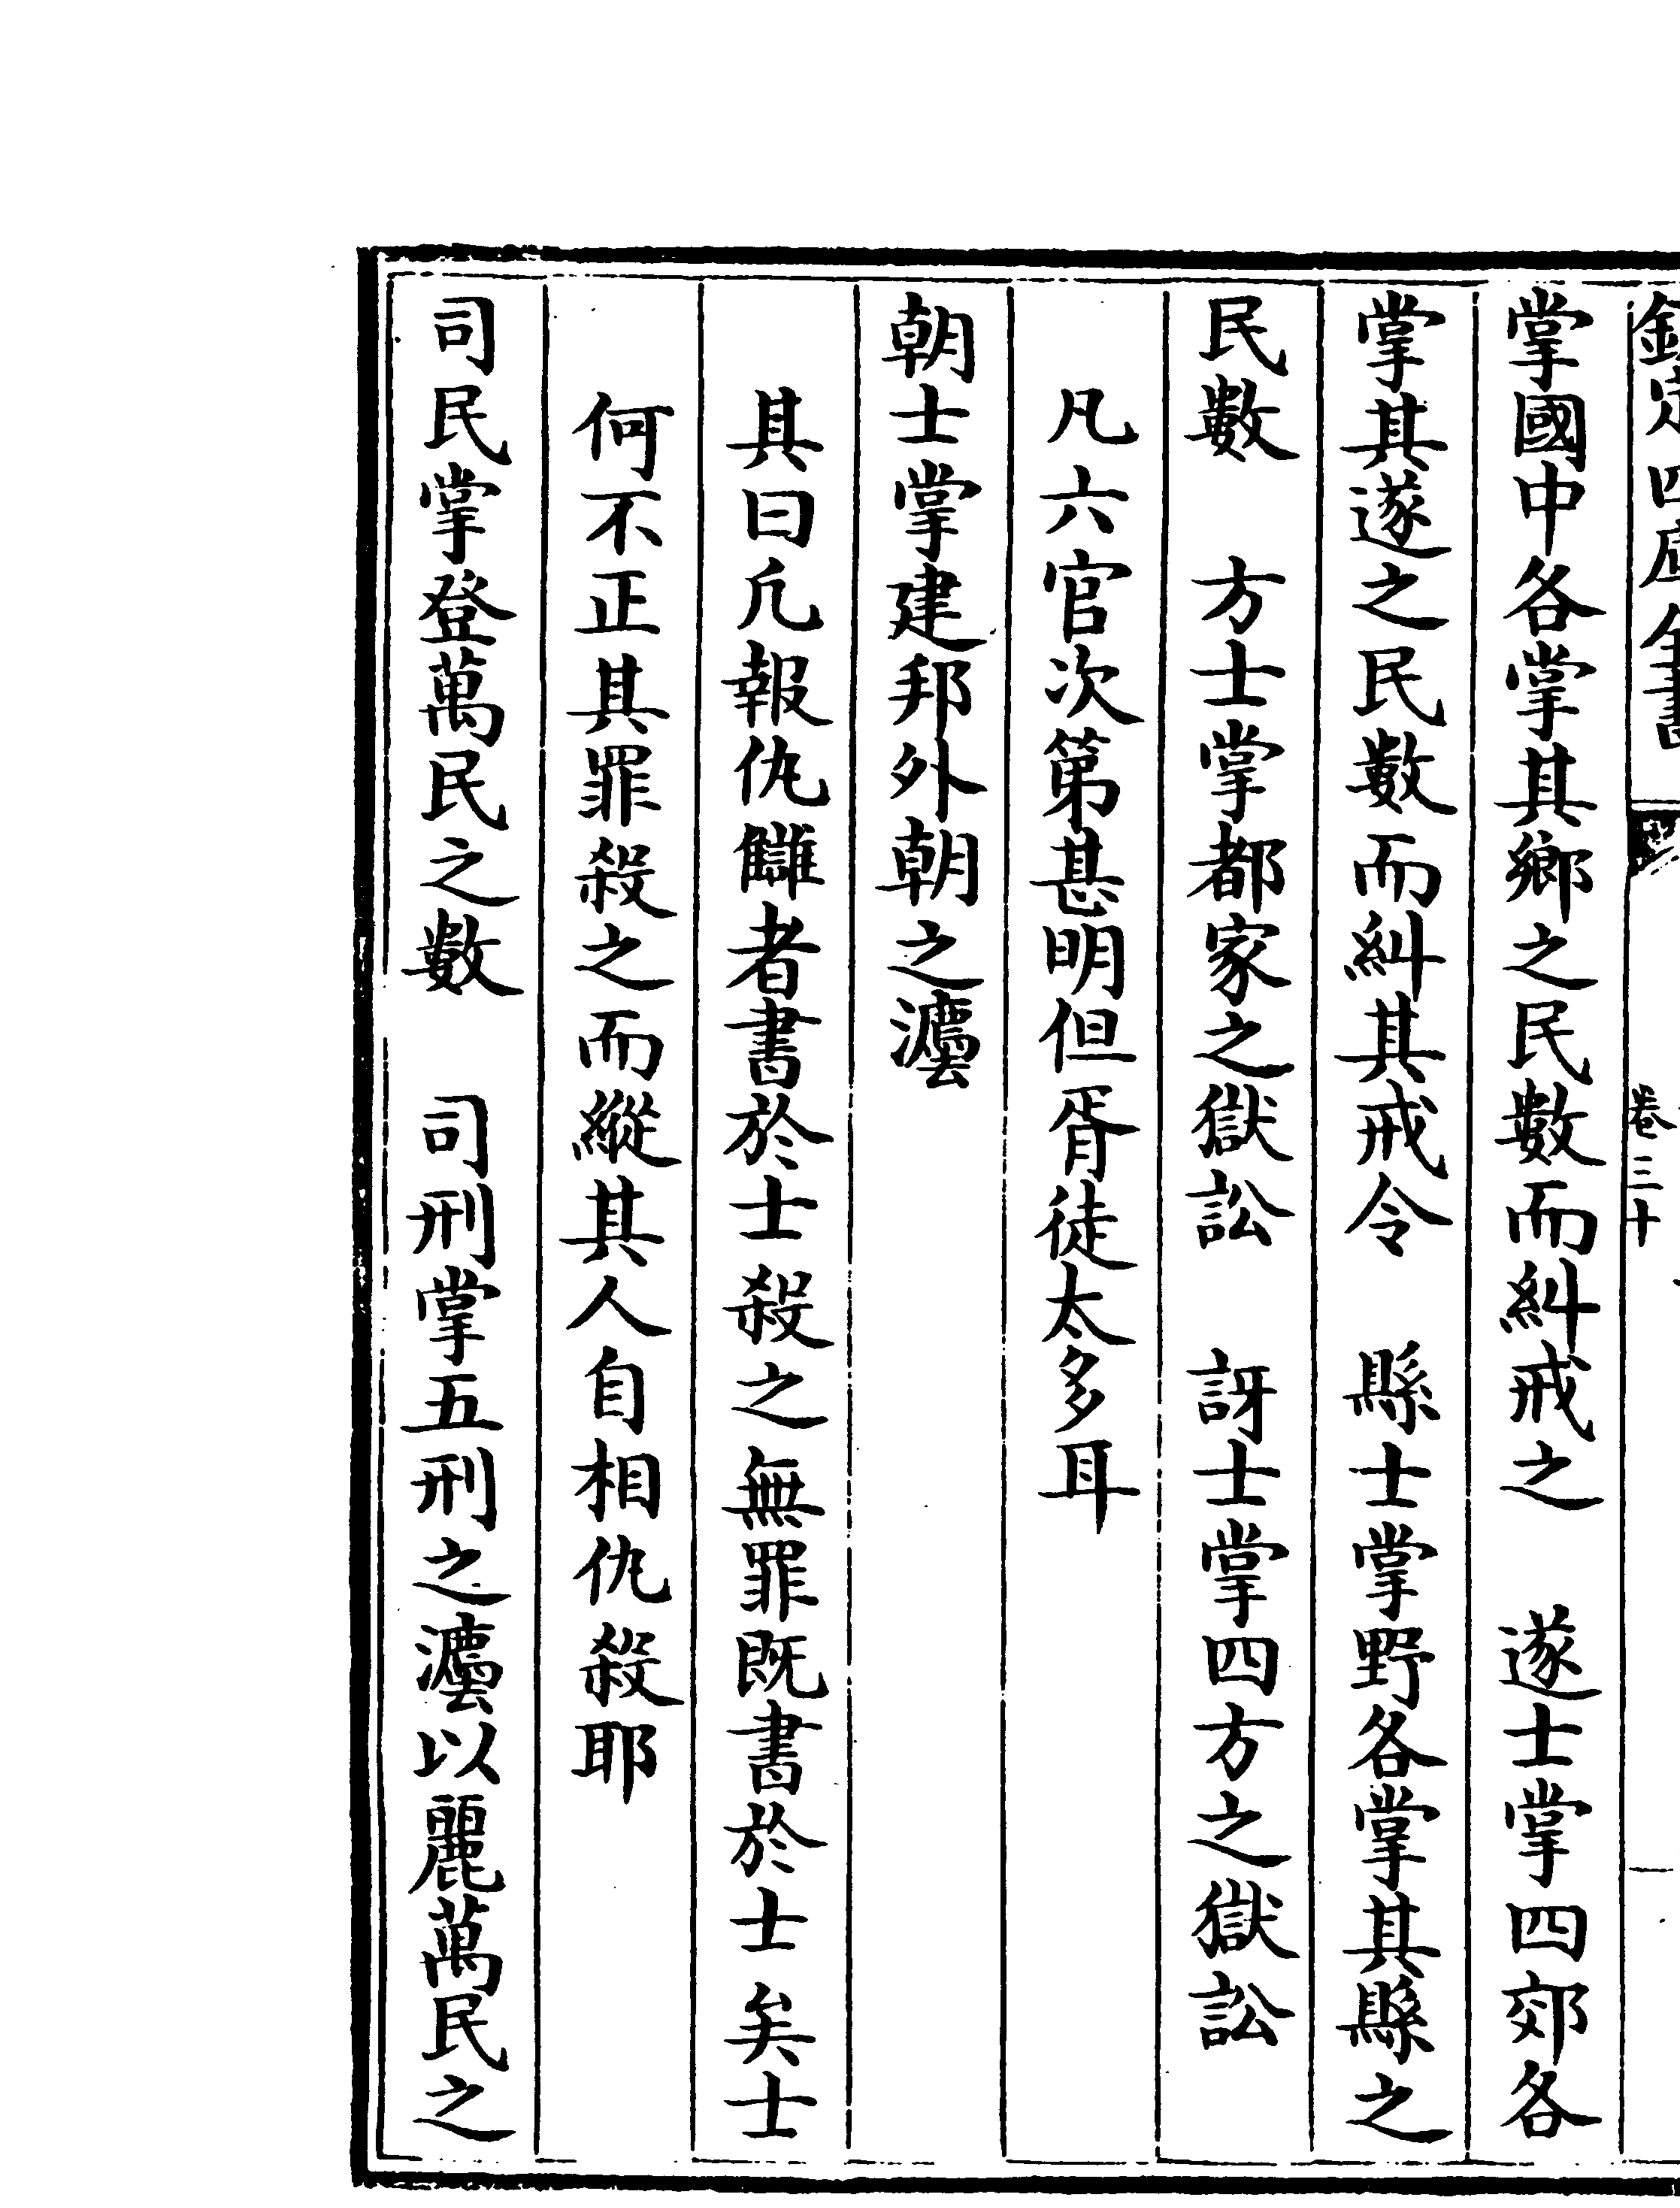 欽定四庫全書
卷三十
掌國中各掌其鄉之民數而糾戒之　遂士掌四郊各
掌其遂之民數而糾其戒令　縣士掌野各掌其縣之
民數　方士掌都家之獄訟　訝士掌四方之獄訟
凡六官次第甚明但胥徒太多耳
朝士掌建邦外朝之灋
其曰凡報仇讎者書於士殺之無罪既書於士矣士
何不正其罪殺之而縱其人自相仇殺耶
司民掌登萬民之數　司刑掌五刑之灋以麗萬民之